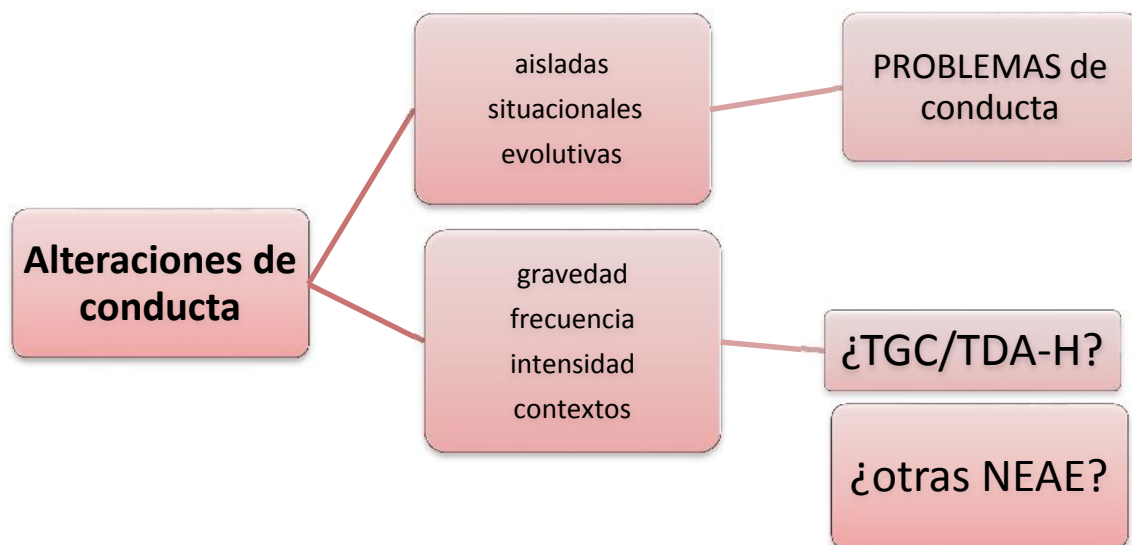 Alteraciones de
conducta
aisladas
situacionales
evolutivas
PROBLEMAS de
conducta
gravedad
frecuencia
intensidad
contextos
¿TGC/TDA-H?
¿otras NEAE?